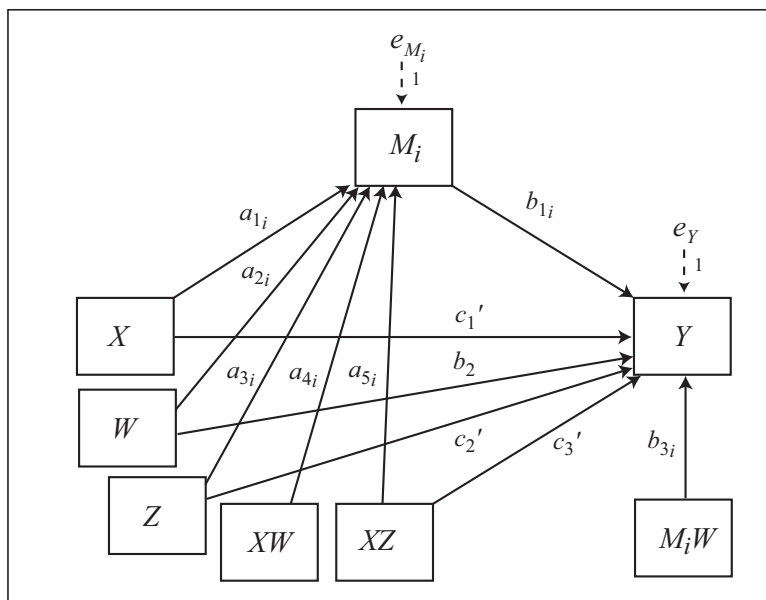 e_{M_i}
1
M_i
a_{1_i}
b_{1_i}
e_Y
1
a_{2_i}
X
c_1′
Y
a_{3_i}
a_{4_i}
a_{5_i}
b_2
W
c_2′
c_3′
b_{3_i}
Z
XW
XZ
M_iW